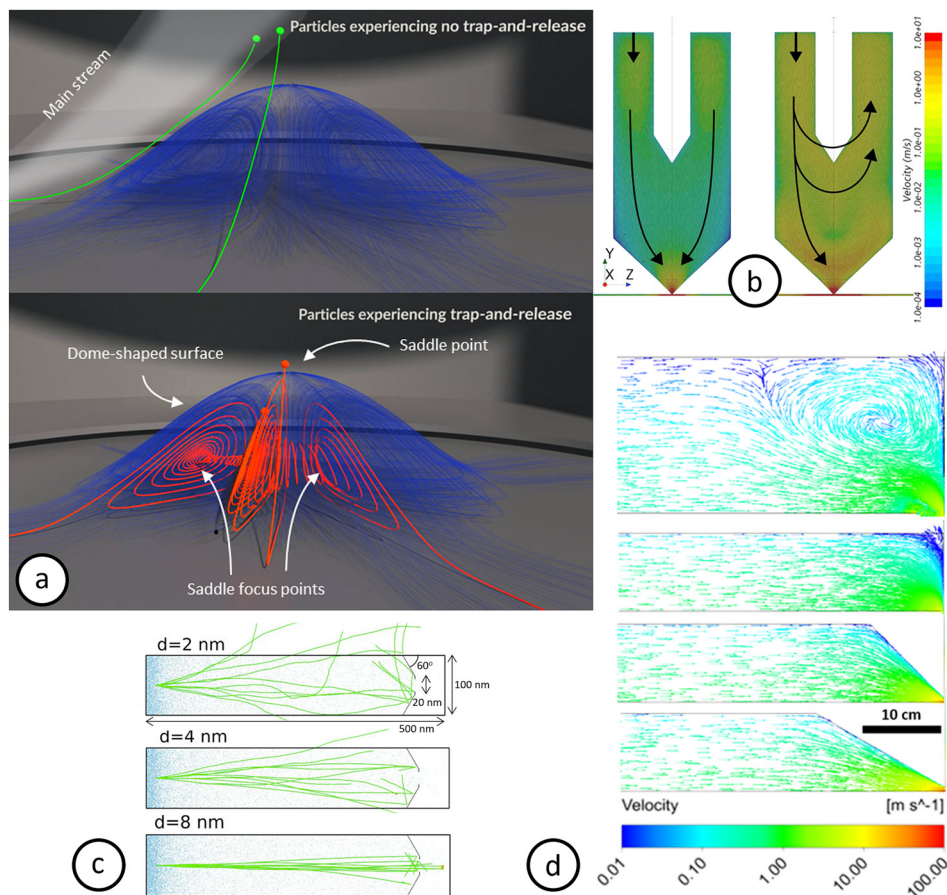 Particles experiencing no trap-and-release
Main stream
Particles experiencing trap-and-release
Dome-shaped surface
Saddle point
Saddle focus points
a
Y
X
Z
b
Velocity (m/s)
1.0e+01
1.0e+00
1.0e-01
1.0e-02
1.0e-03
1.0e-04
d=2 nm
60°
100 nm
20 nm
500 nm
d=4 nm
d=8 nm
c
10 cm
Velocity
[m s^-1]
d
0.01
0.10
1.00
10.00
100.00